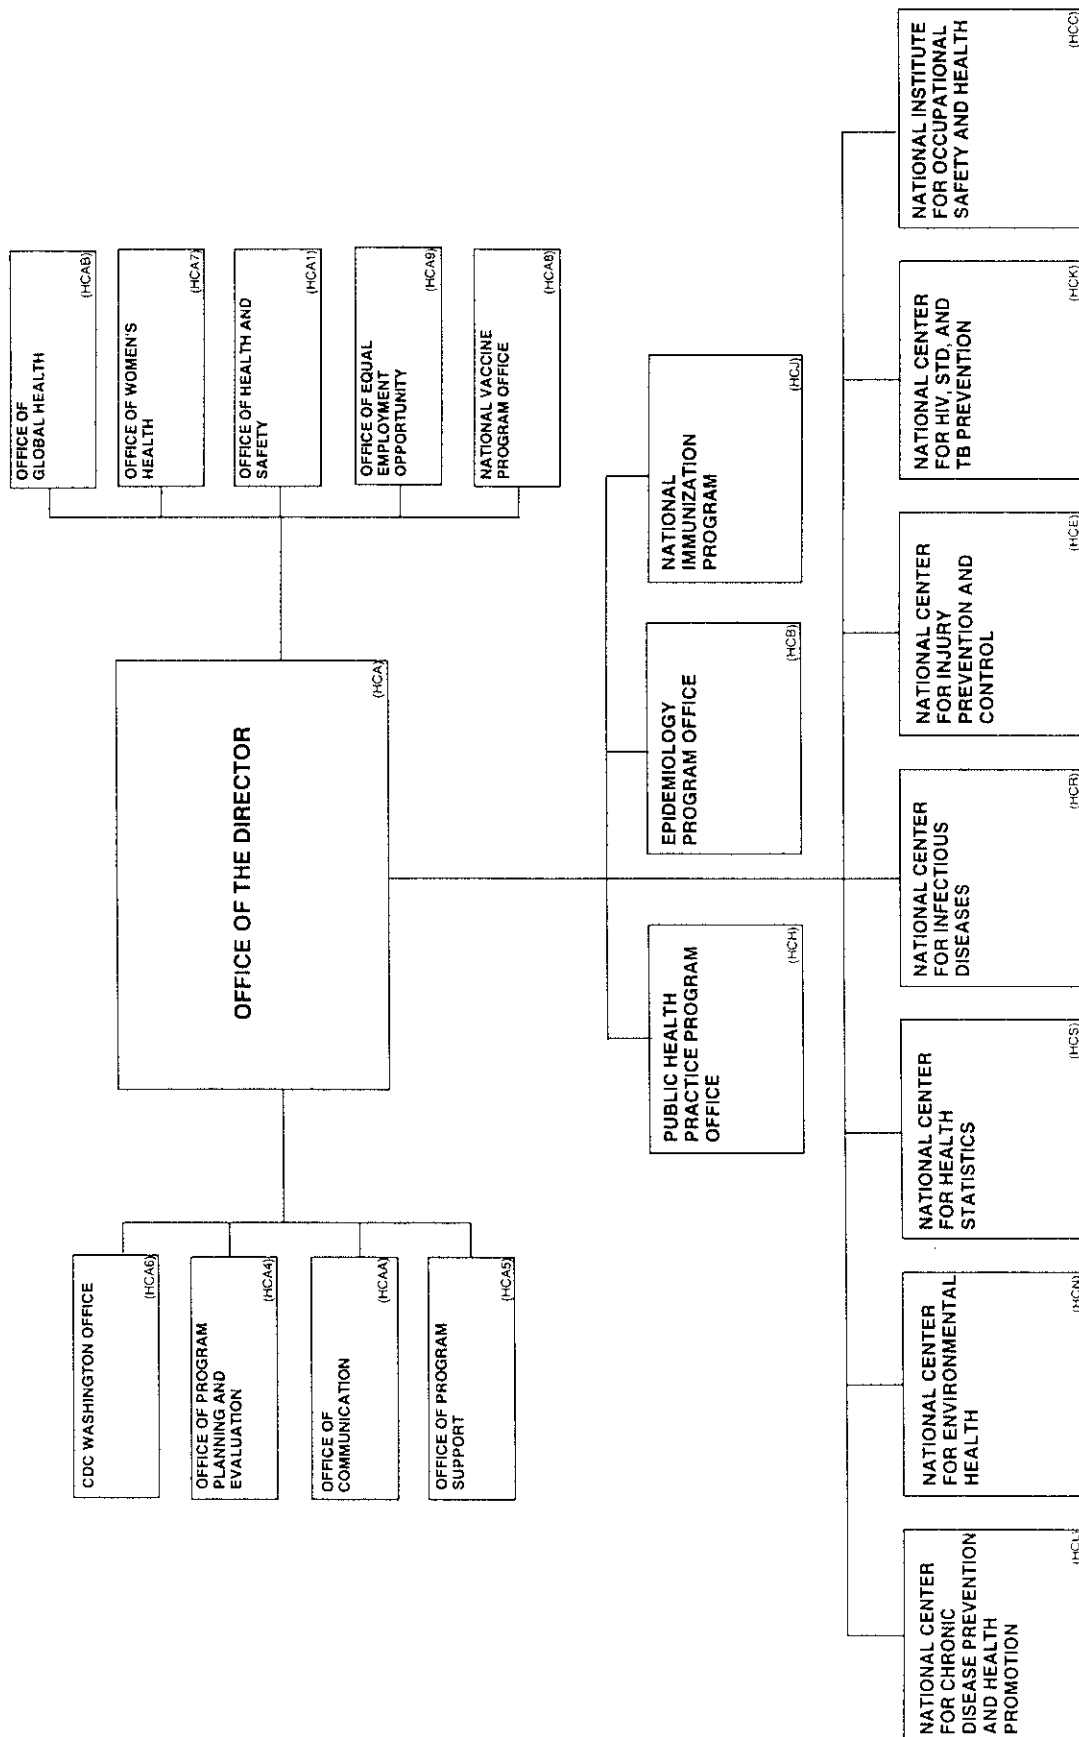 OFFICE OF THE DIRECTOR
(HCA)
CDC WASHINGTON OFFICE
(HCA6)
OFFICE OF PROGRAM
PLANNING AND
EVALUATION
(HCA4)
OFFICE OF
COMMUNICATION
(HCAA)
OFFICE OF PROGRAM
SUPPORT
(HCA5)
OFFICE OF
GLOBAL HEALTH
(HCAB)
OFFICE OF WOMEN'S
HEALTH
(HCA7)
OFFICE OF HEALTH AND
SAFETY
(HCA1)
OFFICE OF EQUAL
EMPLOYMENT
OPPORTUNITY
(HCA9)
NATIONAL VACCINE
PROGRAM OFFICE
(HCA8)
PUBLIC HEALTH
PRACTICE PROGRAM
OFFICE
(HCH)
EPIDEMIOLOGY
PROGRAM OFFICE
(HCB)
NATIONAL
IMMUNIZATION
PROGRAM
(HCJ)
NATIONAL CENTER
FOR CHRONIC
DISEASE PREVENTION
AND HEALTH
PROMOTION
(HCL)
NATIONAL CENTER
FOR ENVIRONMENTAL
HEALTH
(HCN)
NATIONAL CENTER
FOR HEALTH
STATISTICS
(HCS)
NATIONAL CENTER
FOR INFECTIOUS
DISEASES
(HCR)
NATIONAL CENTER
FOR INJURY
PREVENTION AND
CONTROL
(HCE)
NATIONAL CENTER
FOR HIV, STD, AND
TB PREVENTION
(HCK)
NATIONAL INSTITUTE
FOR OCCUPATIONAL
SAFETY AND HEALTH
(HCC)